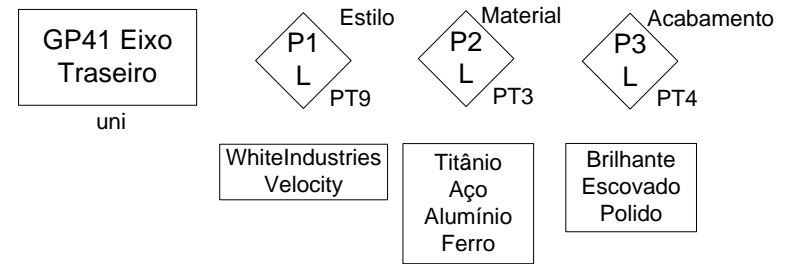 GP41 Eixo
Traseiro
uni
Estilo
P1
L
PT9
Material
P2
L
PT3
Acabamento
P3
L
PT4
WhiteIndustries
Velocity
Titânio
Aço
Alumínio
Ferro
Brilhante
Escovado
Polido